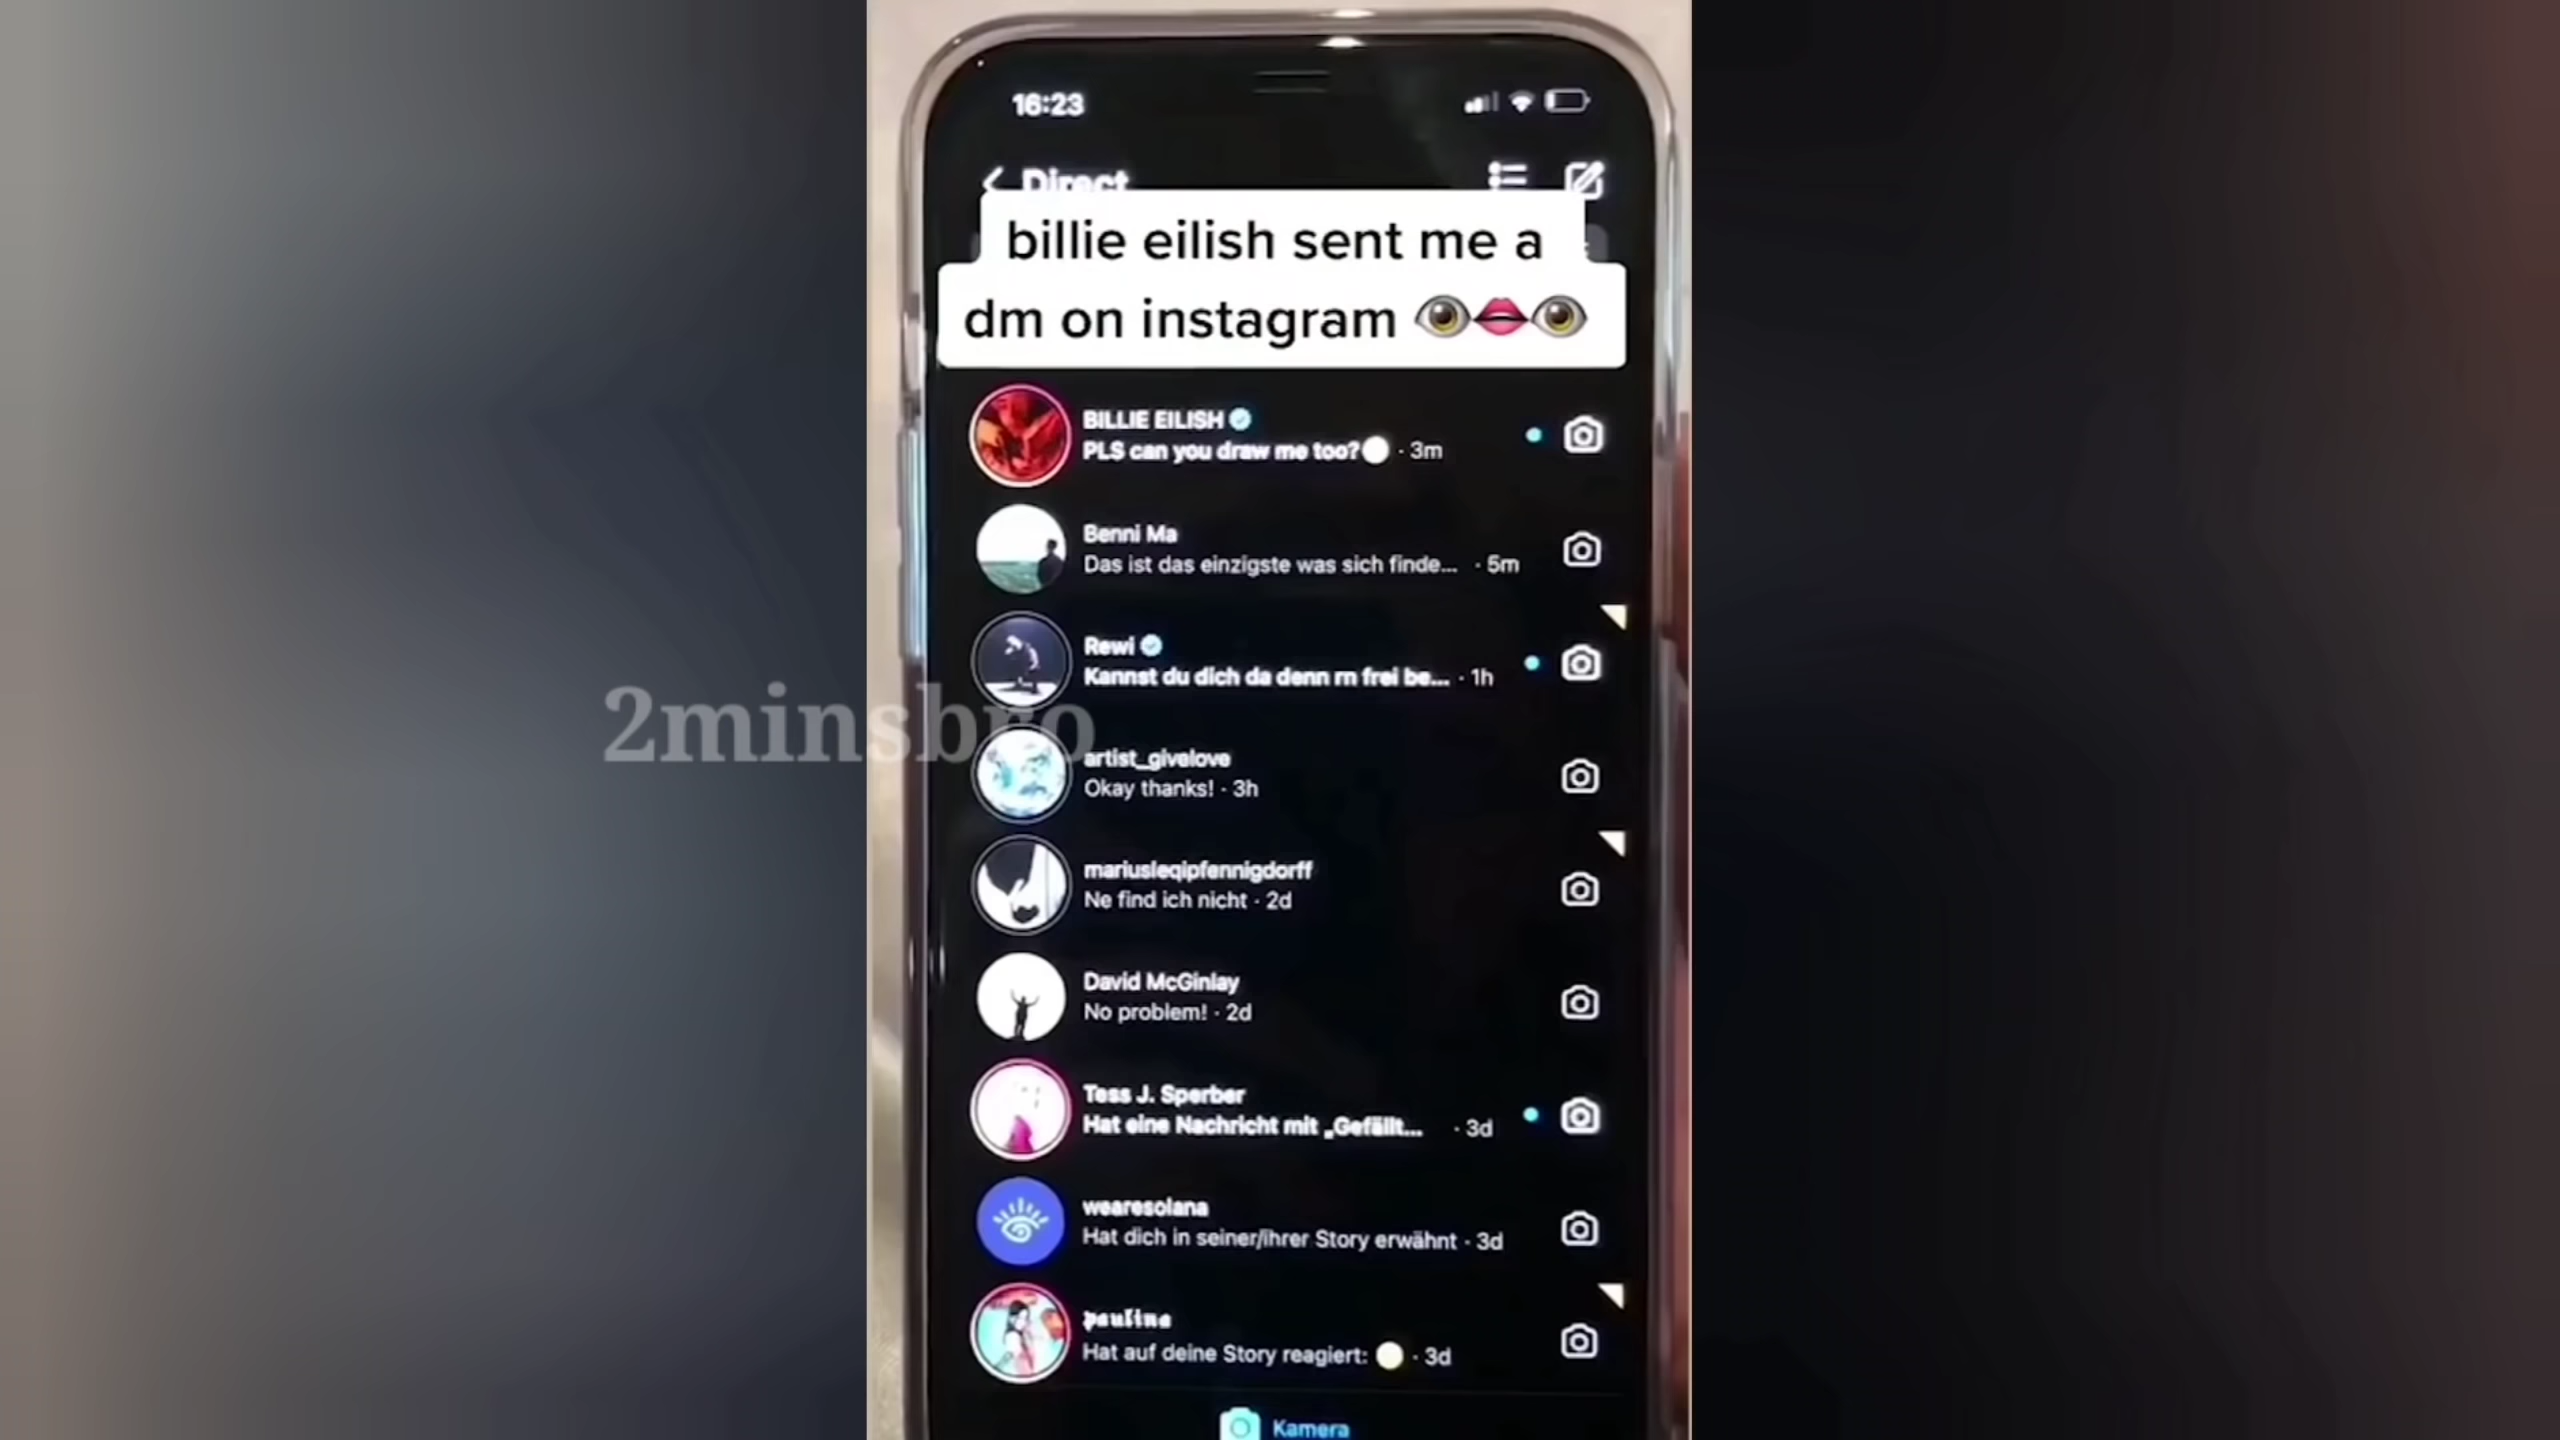 16:23
Direct
billie eilish sent me a
dm on instagram
BILLIE EILISH
PLS can you draw me too? · 3m
Benni Ma
Das ist das einzigste was sich finde... · 5m
Rewi
Kannst du dich da denn rn frei be... · 1h
2minsbro
artist_givelove
Okay thanks! · 3h
mariusleqipfennigdorff
Ne find ich nicht · 2d
David McGinlay
No problem! · 2d
Tess J. Sperber
Hat eine Nachricht mit „Gefällt... · 3d
wearesolana
Hat dich in seiner/ihrer Story erwähnt · 3d
paulina
Hat auf deine Story reagiert: · 3d
Kamera